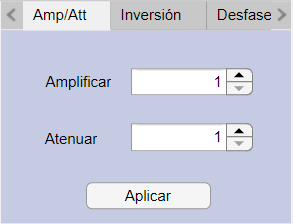 Amp/Att Inversión Desfase
Amplificar 1
Atenuar 1
Aplicar